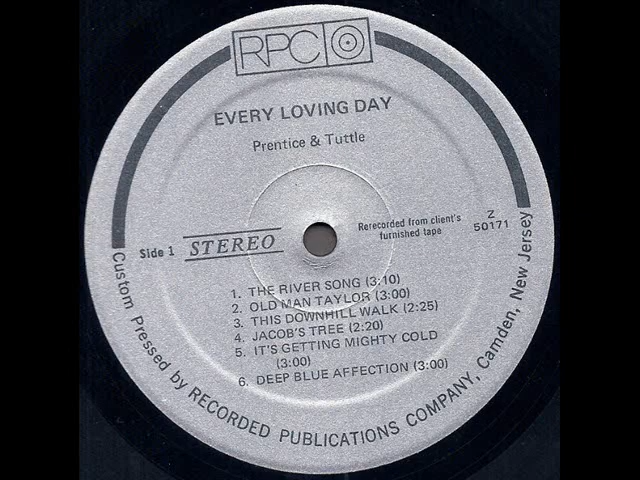 RPC
EVERY LOVING DAY
Prentice & Tuttle
Side 1
STEREO
Rerecorded from client's
furnished tape
Z
50171
1. THE RIVER SONG (3:10)
2. OLD MAN TAYLOR (3:00)
3. THIS DOWNHILL WALK (2:25)
4. JACOB'S TREE (2:20)
5. IT'S GETTING MIGHTY COLD
(3:00)
6. DEEP BLUE AFFECTION (3:00)
Custom Pressed by RECORDED PUBLICATIONS COMPANY, Camden, New Jersey